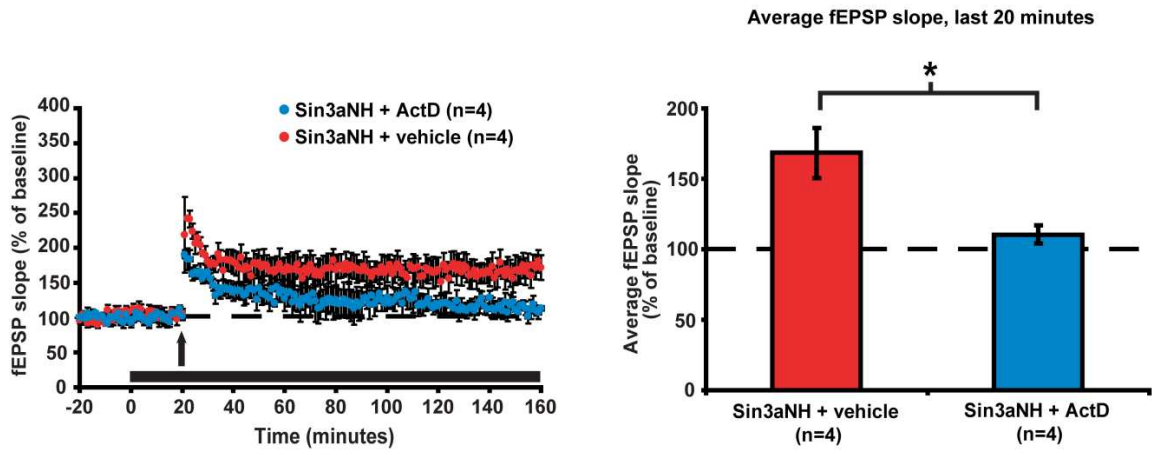 Average fEPSP slope, last 20 minutes
fEPSP slope (% of baseline)
400
350
300
250
200
150
100
50
0
Sin3aNH + ActD (n=4)
Sin3aNH + vehicle (n=4)
-20 0 20 40 60 80 100 120 140 160
Time (minutes)
*
Average fEPSP slope
(% of baseline)
200
150
100
50
0
Sin3aNH + vehicle Sin3aNH + ActD
(n=4) (n=4)